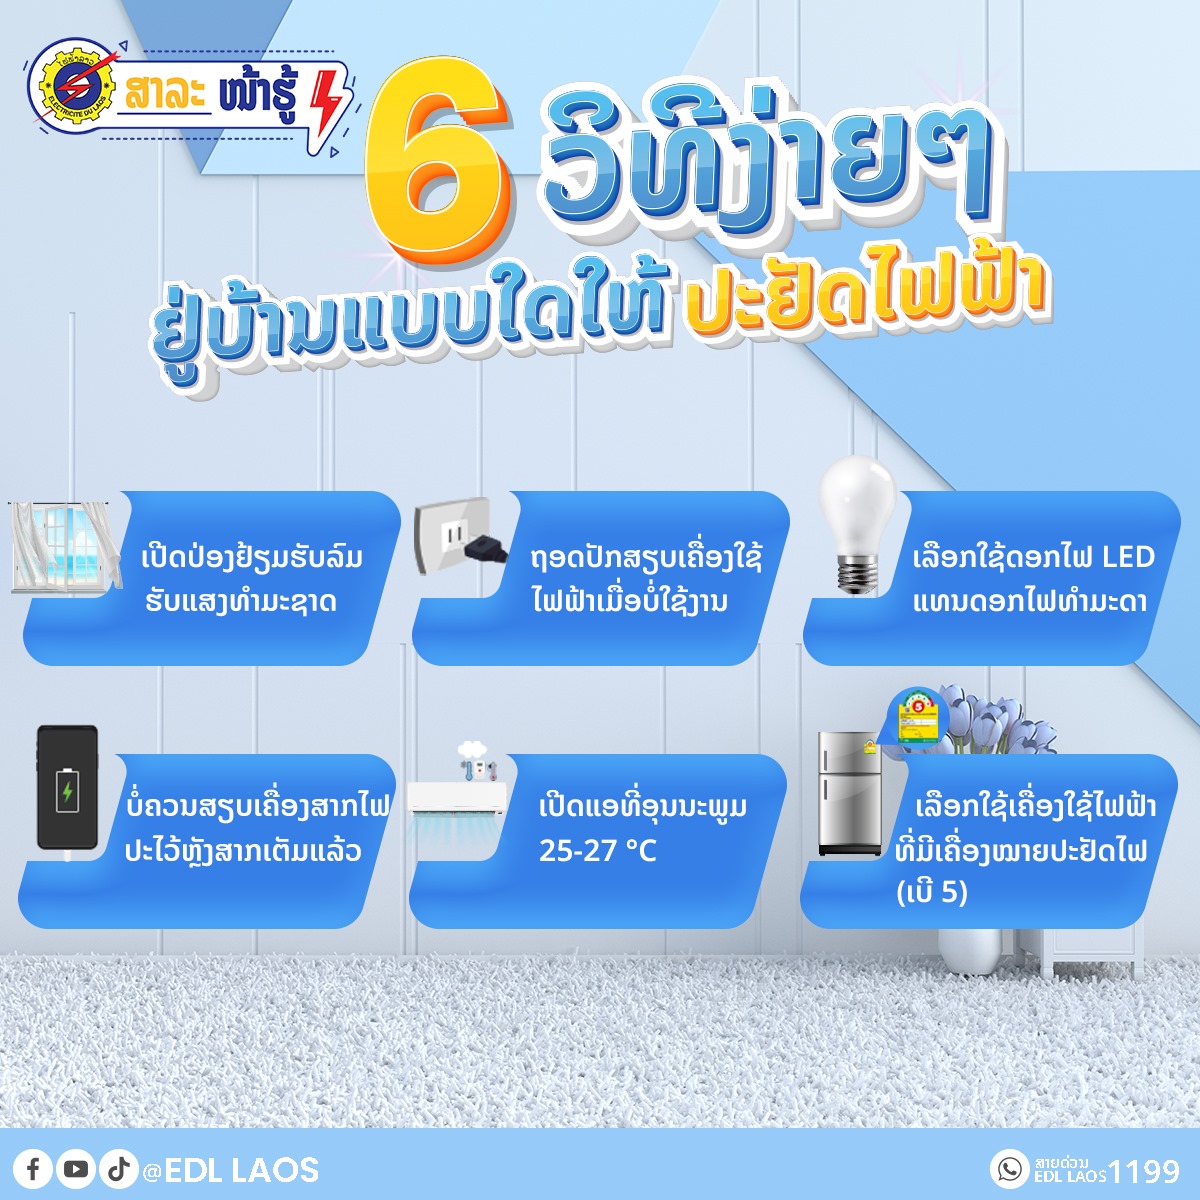 ໄຟຟ້າລາວ
ELECTRICITE DU LAOS
ສາລະ ໜ້າຮູ້
6 ວິທີງ່າຍໆ
ຢູ່ບ້ານແບບໃດໃຫ້ ປະຢັດໄຟຟ້າ
ເປີດປ່ອງຢ້ຽມຮັບລົມ
ຮັບແສງທຳມະຊາດ
ຖອດປັກສຽບເຄື່ອງໃຊ້
ໄຟຟ້າເມື່ອບໍ່ໃຊ້ງານ
ເລືອກໃຊ້ດອກໄຟ LED
ແທນດອກໄຟທຳມະດາ
ບໍ່ຄວນສຽບເຄື່ອງສາກໄຟ
ປະໄວ້ຫຼັງສາກເຕັມແລ້ວ
ເປີດແອທີ່ອຸນນະພູມ
25-27 °C
5
ເລືອກໃຊ້ເຄື່ອງໃຊ້ໄຟຟ້າ
ທີ່ມີເຄື່ອງໝາຍປະຢັດໄຟ
(ເບີ 5)
@EDL LAOS
ສາຍດ່ວນ
EDL LAOS 1199